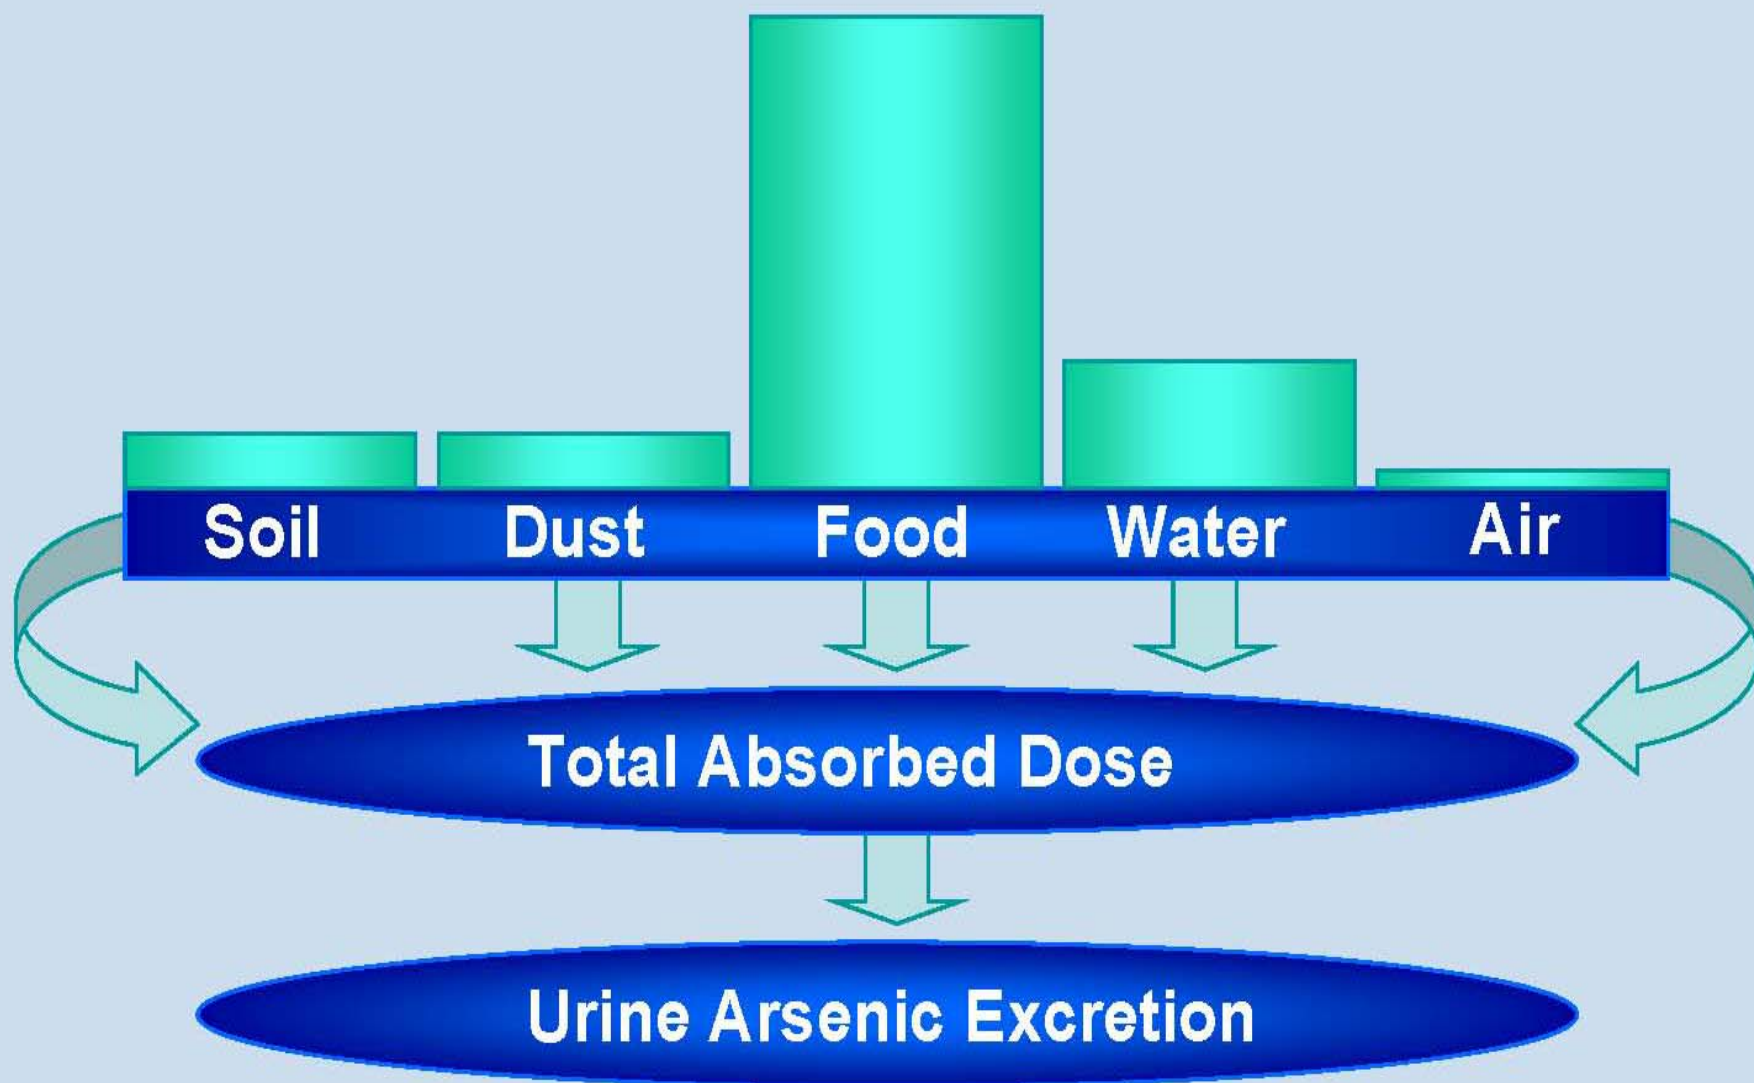 Soil Dust Food Water Air
Total Absorbed Dose
Urine Arsenic Excretion